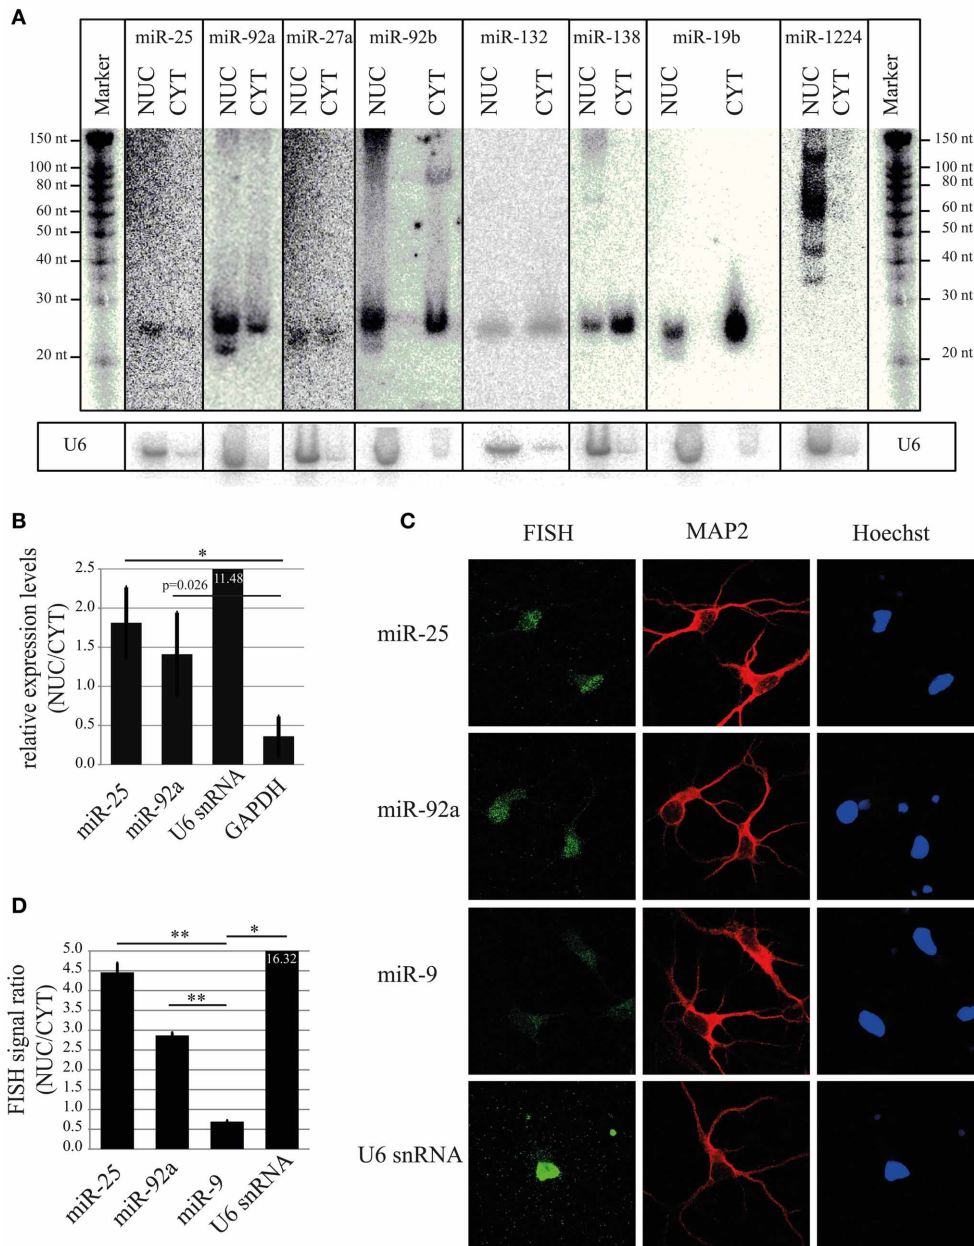 A
Marker
miR-25
NUC
CYT
miR-92a
NUC
CYT
miR-27a
NUC
CYT
miR-92b
NUC
CYT
miR-132
NUC
CYT
miR-138
NUC
CYT
miR-19b
NUC
CYT
miR-1224
NUC
CYT
Marker
150 nt
100 nt
80 nt
60 nt
50 nt
40 nt
30 nt
20 nt
150 nt
100 nt
80 nt
60 nt
50 nt
40 nt
30 nt
20 nt
U6
U6
B
relative expression levels
(NUC/CYT)
2.5
2.0
1.5
1.0
0.5
0.0
*
p=0.026
11.48
miR-25
miR-92a
U6 snRNA
GAPDH
C
FISH
MAP2
Hoechst
miR-25
miR-92a
miR-9
U6 snRNA
D
FISH signal ratio
(NUC/CYT)
5.0
4.5
4.0
3.5
3.0
2.5
2.0
1.5
1.0
0.5
0.0
**
*
**
16.32
miR-25
miR-92a
miR-9
U6 snRNA